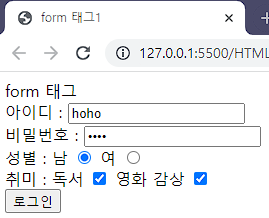 form 태그1
127.0.0.1:5500/HTML
form 태그
아이디 : hoho
비밀번호 : ••••
성별 : 남 여
취미 : 독서 영화 감상
로그인